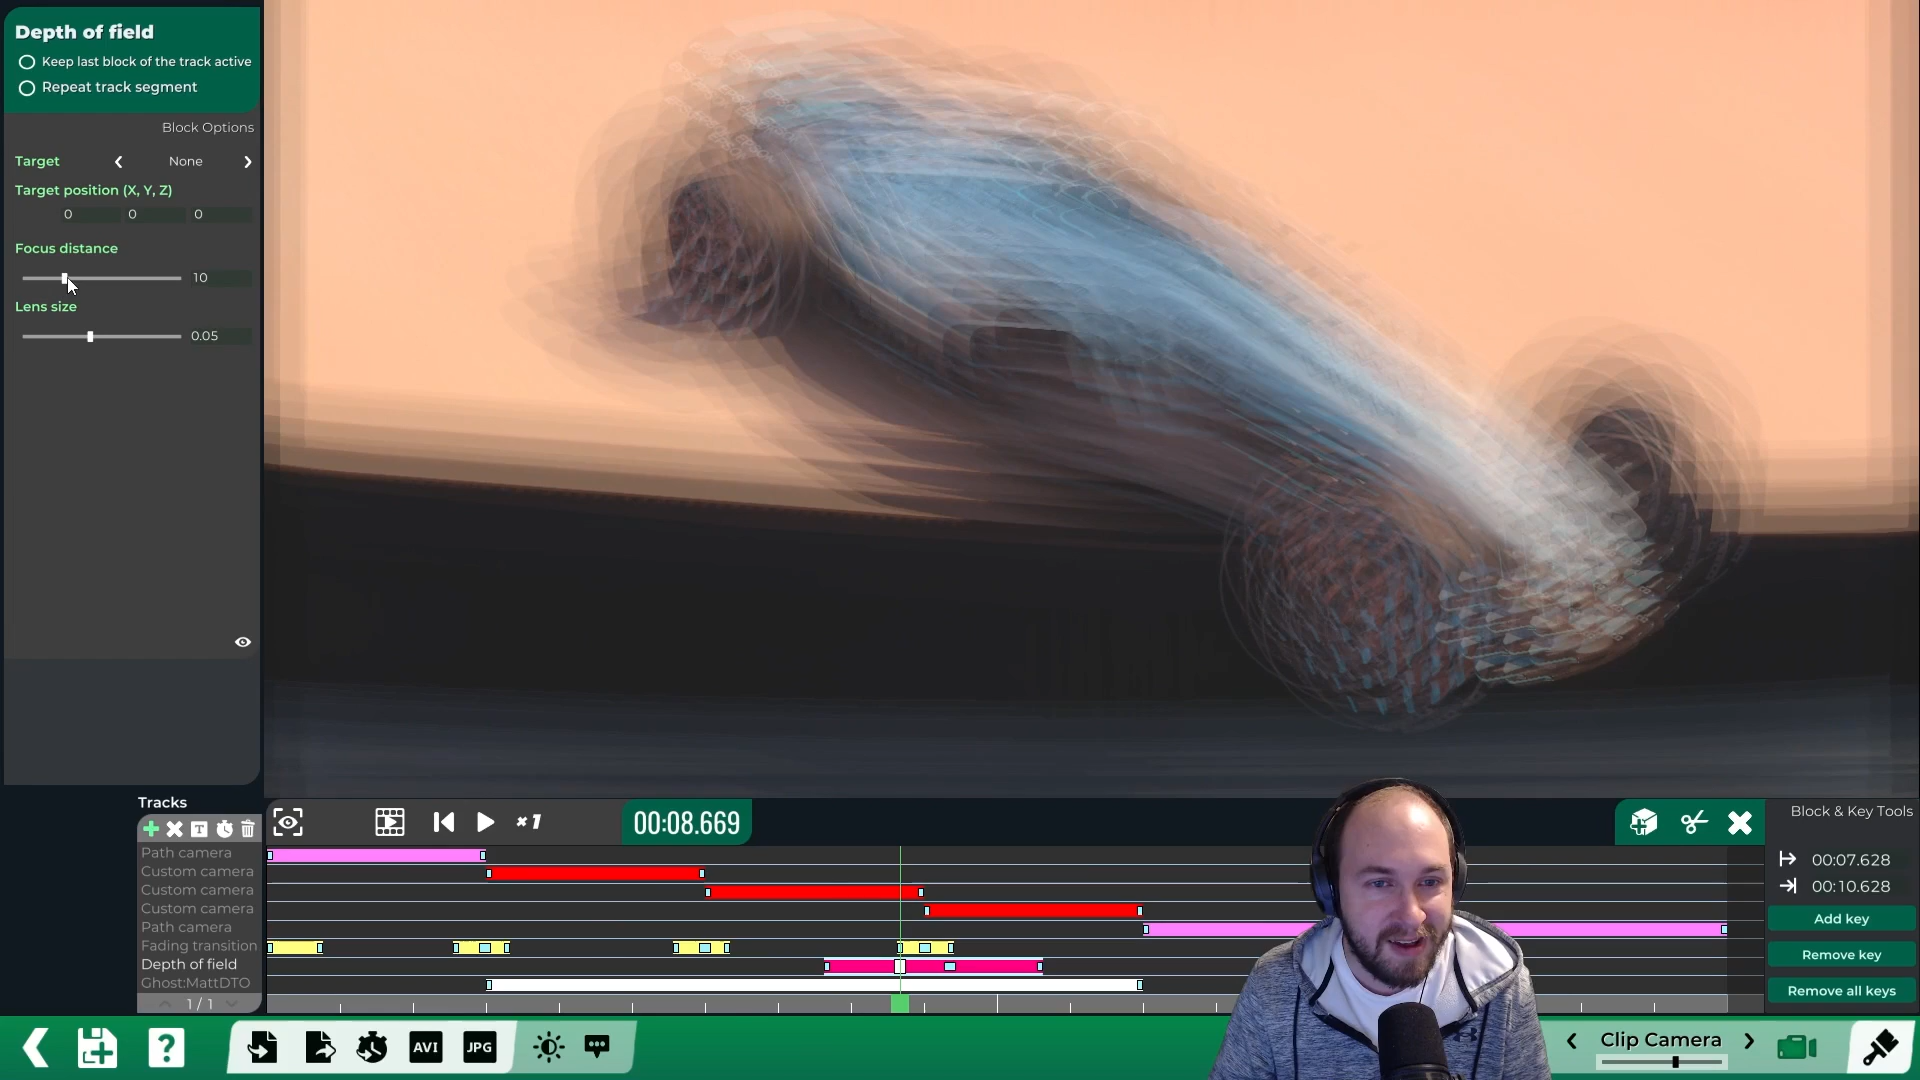 Depth of field
Keep last block of the track active
Repeat track segment
Block Options
Target
None
Target position (X, Y, Z)
0 0 0
Focus distance
10
Lens size
0.05
Tracks
T
Path camera
Custom camera
Custom camera
Custom camera
Path camera
Fading transition
Depth of field
Ghost:MattDTO
1 / 1
×1
00:08.669
Block & Key Tools
00:07.628
00:10.628
Add key
Remove key
Remove all keys
?
AVI
JPG
Clip Camera